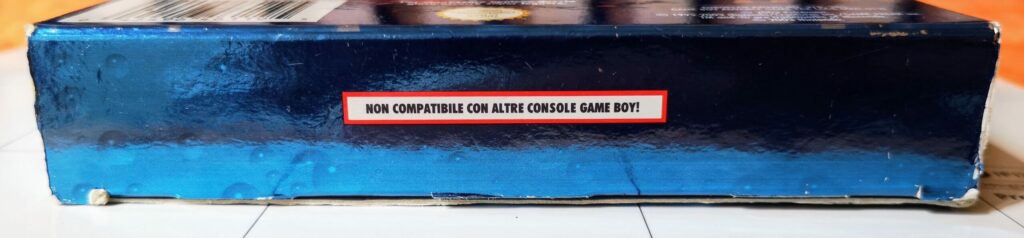 NON COMPATIBILE CON ALTRE CONSOLE GAME BOY!